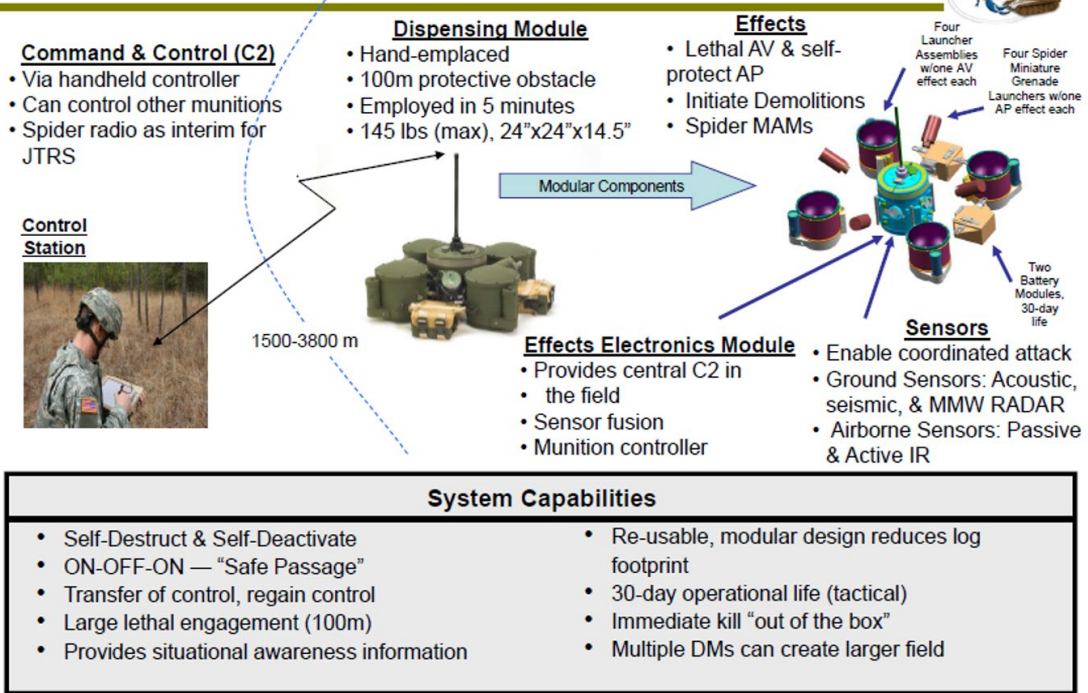 Command & Control (C2)
• Via handheld controller
• Can control other munitions
• Spider radio as interim for
JTRS
Control
Station
1500-3800 m
Dispensing Module
• Hand-emplaced
• 100m protective obstacle
• Employed in 5 minutes
• 145 lbs (max), 24”x24”x14.5”
Modular Components
Effects
• Lethal AV & self-
protect AP
• Initiate Demolitions
• Spider MAMs
Four
Launcher
Assemblies
w/one AV
effect each
Four Spider
Miniature
Grenade
Launchers w/one
AP effect each
Two
Battery
Modules,
30-day
life
Effects Electronics Module
• Provides central C2 in
• the field
• Sensor fusion
• Munition controller
Sensors
• Enable coordinated attack
• Ground Sensors: Acoustic,
seismic, & MMW RADAR
• Airborne Sensors: Passive
& Active IR
System Capabilities
• Self-Destruct & Self-Deactivate
• ON-OFF-ON — “Safe Passage”
• Transfer of control, regain control
• Large lethal engagement (100m)
• Provides situational awareness information
• Re-usable, modular design reduces log
footprint
• 30-day operational life (tactical)
• Immediate kill “out of the box”
• Multiple DMs can create larger field